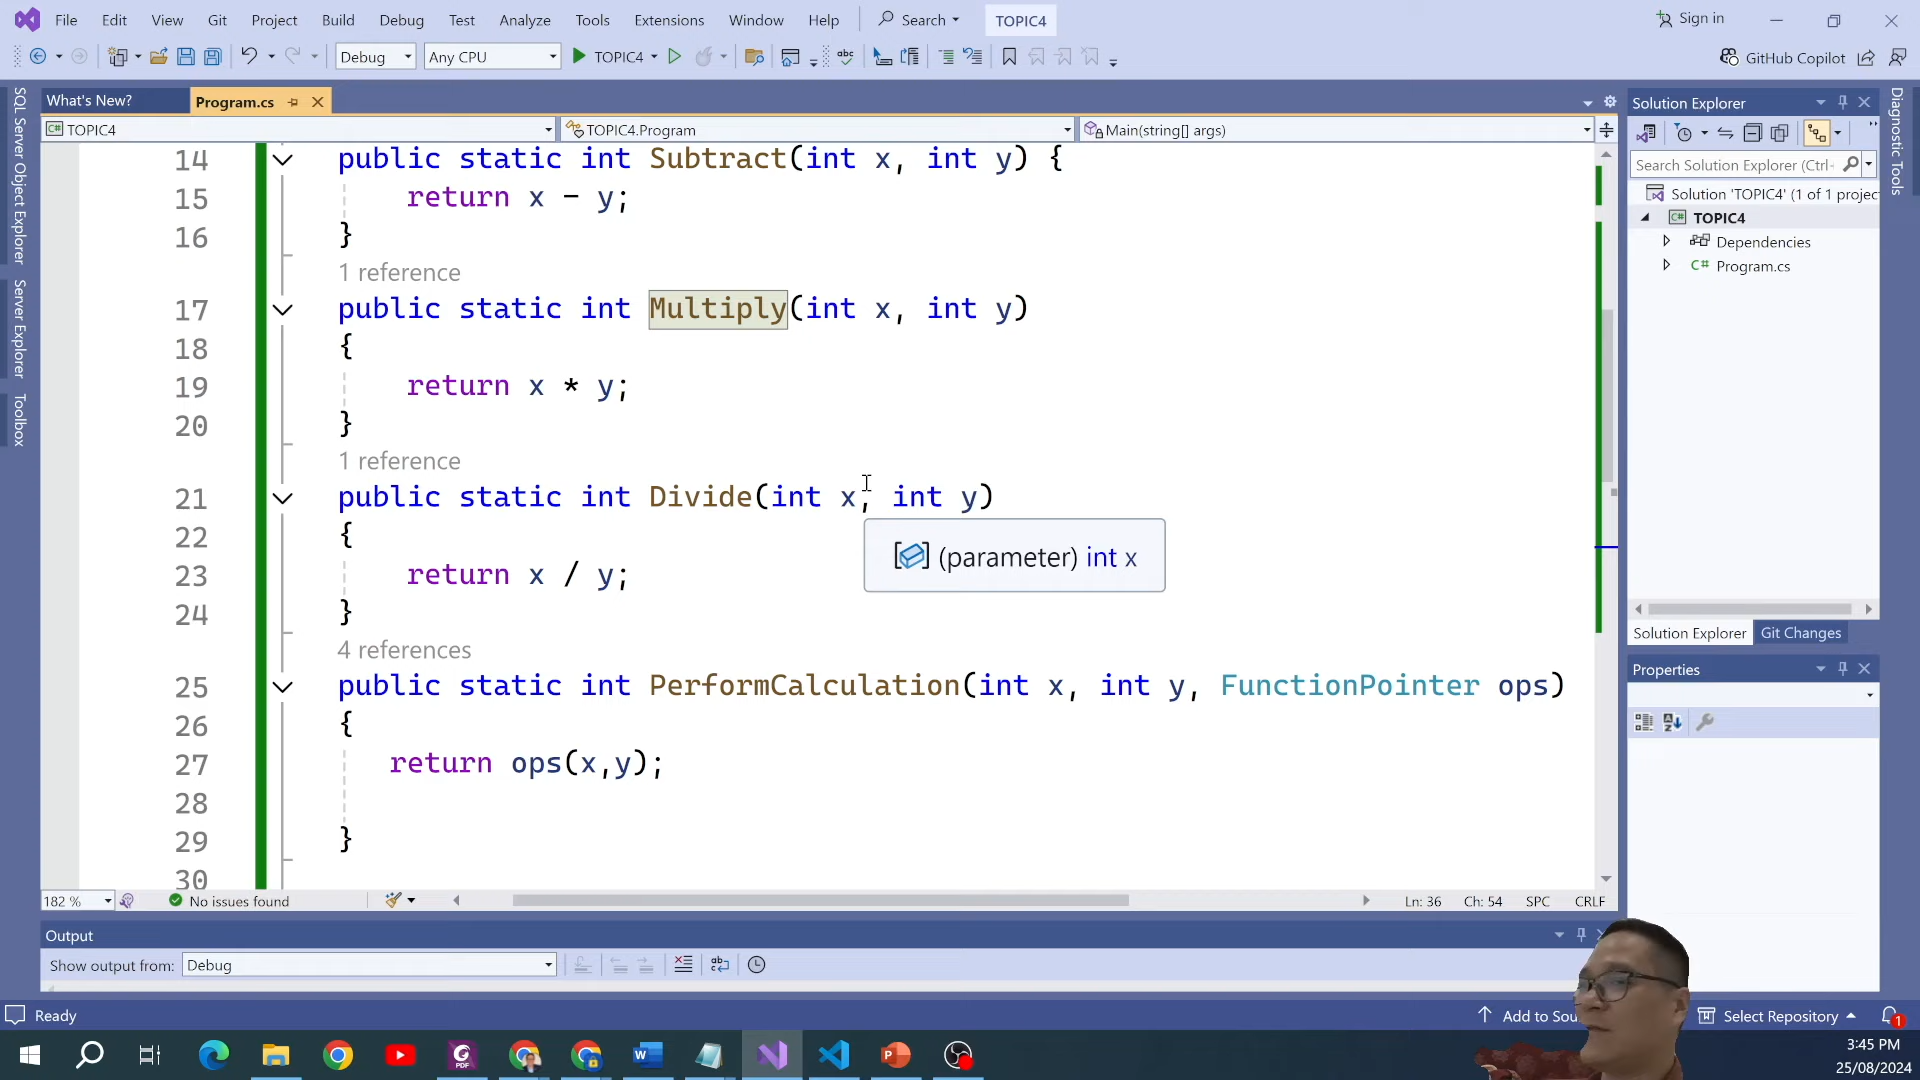 File Edit View Git Project Build Debug Test Analyze Tools Extensions Window Help Search TOPIC4 Sign in
Debug Any CPU TOPIC4 GitHub Copilot
What's New? Program.cs
TOPIC4 TOPIC4.Program Main(string[] args)
SQL Server Object Explorer
Server Explorer
Toolbox
14 public static int Subtract(int x, int y) {
15 return x - y;
16 }
1 reference
17 public static int Multiply(int x, int y)
18 {
19 return x * y;
20 }
1 reference
21 public static int Divide(int x, int y)
22 {
23 return x / y;
24 }
(parameter) int x
4 references
25 public static int PerformCalculation(int x, int y, FunctionPointer ops)
26 {
27 return ops(x,y);
28
29 }
30
182 % No issues found Ln: 36 Ch: 54 SPC CRLF
Output
Show output from: Debug
Solution Explorer
Search Solution Explorer (Ctrl-
Solution 'TOPIC4' (1 of 1 projec
TOPIC4
Dependencies
C# Program.cs
Solution Explorer Git Changes
Properties
Diagnostic Tools
Ready Add to Sou Select Repository 1
3:45 PM
25/08/2024